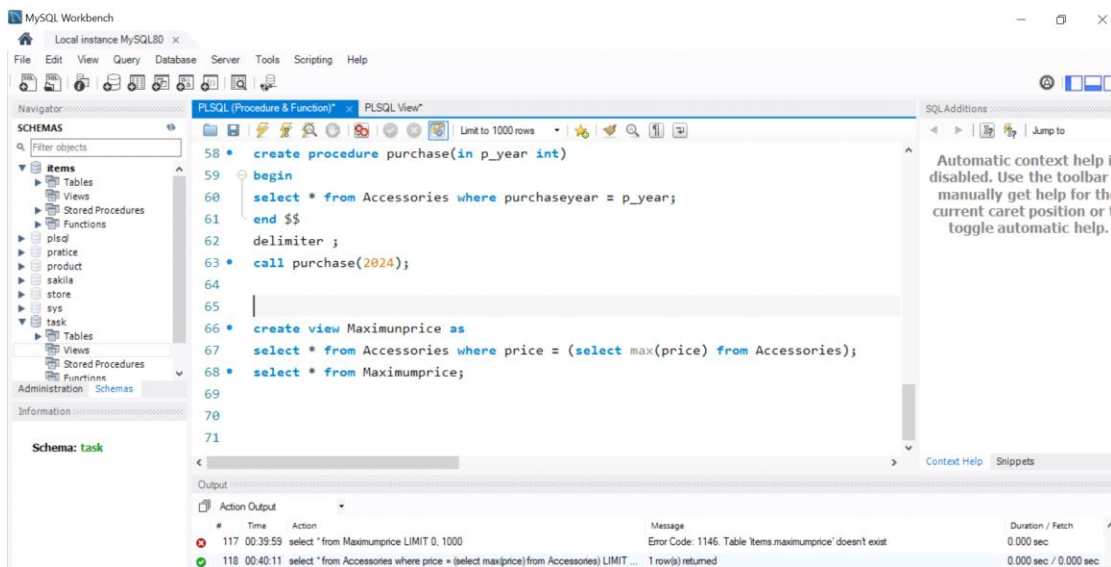 MySQL Workbench
Local instance MySQL80 ×
File Edit View Query Database Server Tools Scripting Help
Navigator
SCHEMAS
Filter objects
items
Tables
Views
Stored Procedures
Functions
plsql
pratice
product
sakila
store
sys
task
Tables
Views
Stored Procedures
Functions
Administration Schemas
Information
Schema: task
PLSQL (Procedure & Function)* × PLSQL View*
Limit to 1000 rows
58 create procedure purchase(in p_year int)
59 begin
60 select * from Accessories where purchaseyear = p_year;
61 end $$
62 delimiter ;
63 call purchase(2024);
64
65
66 create view Maximunprice as
67 select * from Accessories where price = (select max(price) from Accessories);
68 select * from Maximumprice;
69
70
71
SQLAdditions
Jump to
Automatic context help i
disabled. Use the toolbar
manually get help for the
current caret position or t
toggle automatic help.
Context Help Snippets
Output
Action Output
# Time Action Message Duration / Fetch
117 00:39:59 select * from Maximumprice LIMIT 0, 1000 Error Code: 1146. Table 'items.maximumprice' doesn't exist 0.000 sec
118 00:40:11 select * from Accessories where price = (select max(price) from Accessories) LIMIT ... 1 row(s) returned 0.000 sec / 0.000 sec